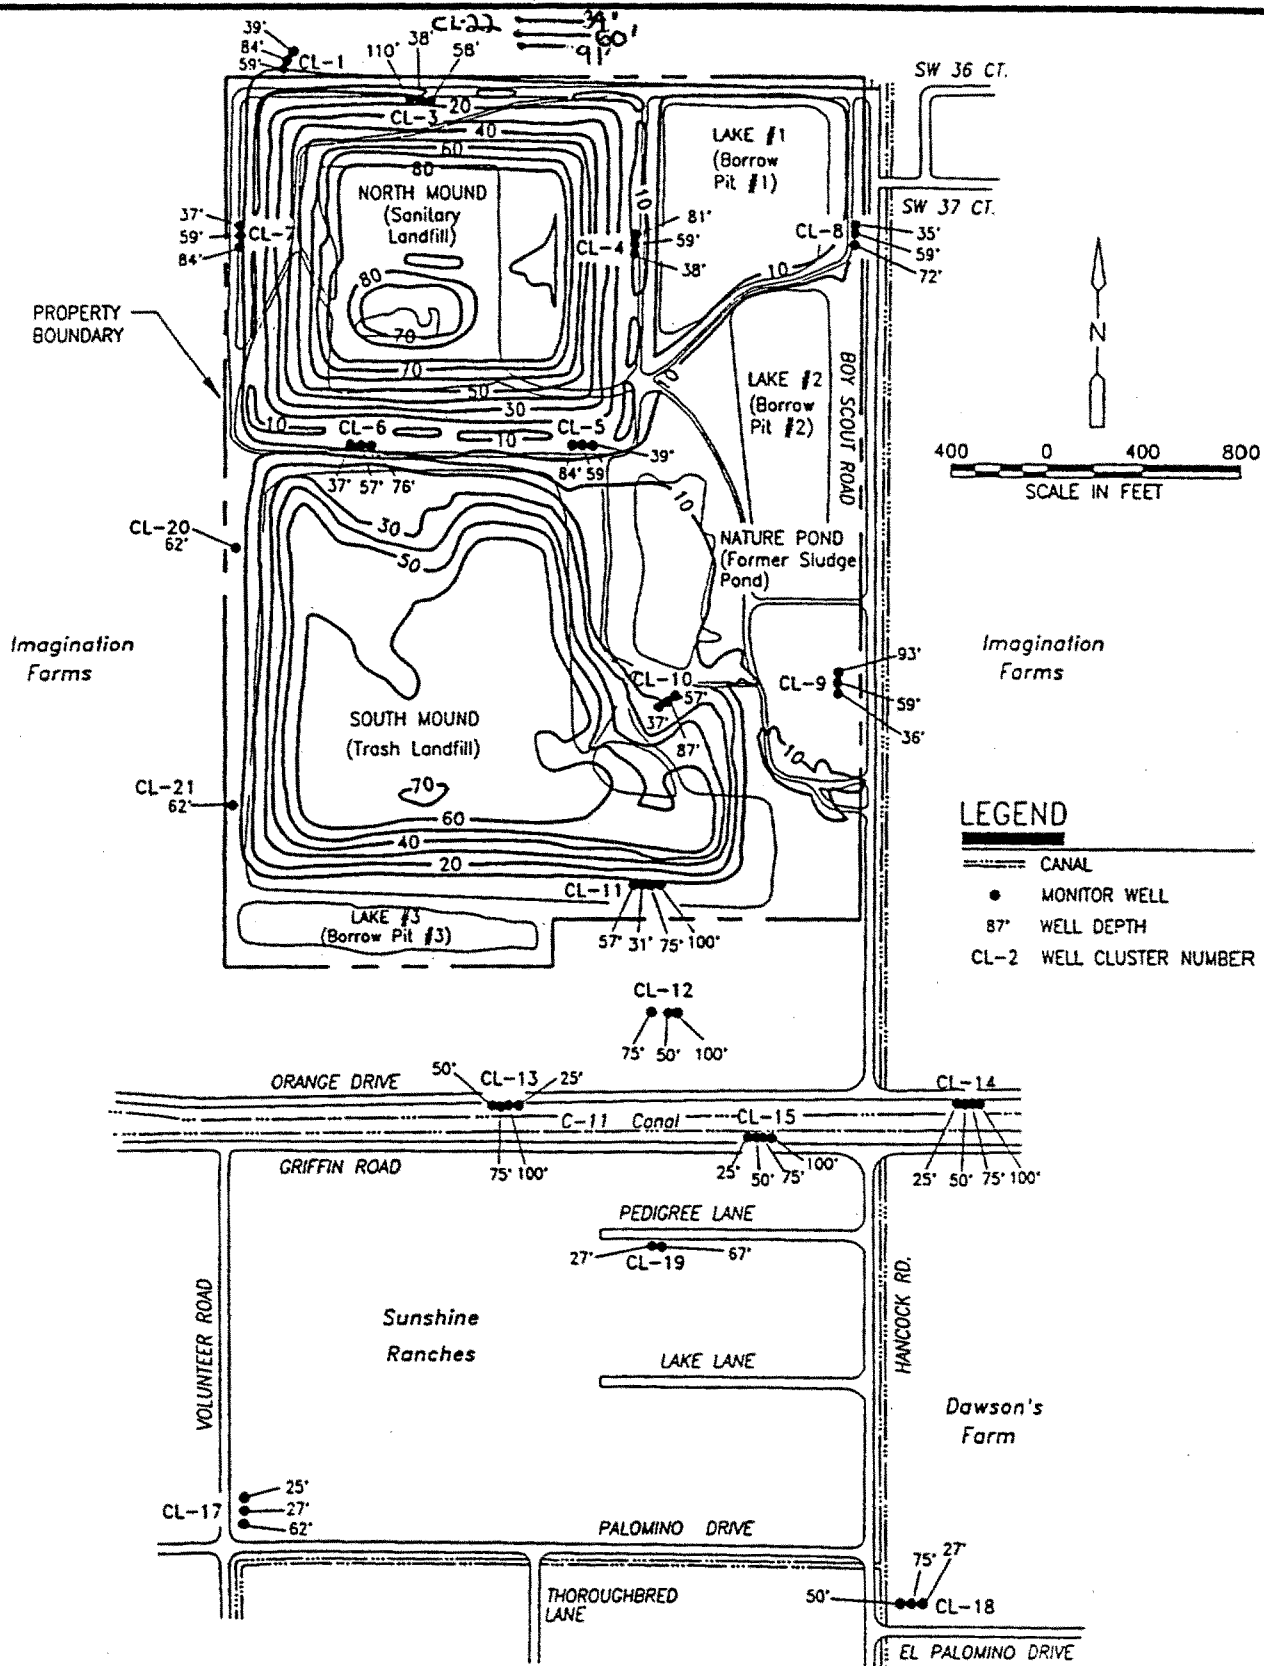 CL-22
34'
60'
91'
39'
84'
59'
CL-1
110'
38'
58'
CL-3
20
40
60
80
NORTH MOUND
(Sanitary
Landfill)
80
70
70
50
30
10
10
LAKE #1
(Borrow
Pit #1)
10
10
SW 36 CT.
SW 37 CT.
37'
59'
84'
CL-7
CL-4
81'
59'
38'
CL-8
35'
59'
72'
PROPERTY
BOUNDARY
N
CL-6
37'
57'
76'
CL-5
84'
59'
39'
LAKE #2
(Borrow
Pit #2)
BOY SCOUT ROAD
400 0 400 800
SCALE IN FEET
CL-20
62'
30
50
10
NATURE POND
(Former Sludge
Pond)
Imagination
Farms
Imagination
Farms
CL-10
57'
37'
87'
CL-9
93'
59'
36'
SOUTH MOUND
(Trash Landfill)
10
CL-21
62'
70
60
40
20
LEGEND
CANAL
MONITOR WELL
87' WELL DEPTH
CL-2 WELL CLUSTER NUMBER
CL-11
57' 31' 75' 100'
LAKE #3
(Borrow Pit #3)
CL-12
75' 50' 100'
ORANGE DRIVE
50'
CL-13
25'
75' 100'
C-11 Canal
CL-15
25' 50' 75' 100'
CL-14
25' 50' 75' 100'
GRIFFIN ROAD
PEDIGREE LANE
27'
CL-19
67'
VOLUNTEER ROAD
Sunshine
Ranches
LAKE LANE
HANCOCK RD.
Dawson's
Farm
CL-17
25'
27'
62'
PALOMINO DRIVE
THOROUGHBRED
LANE
50'
75'
27'
CL-18
EL PALOMINO DRIVE